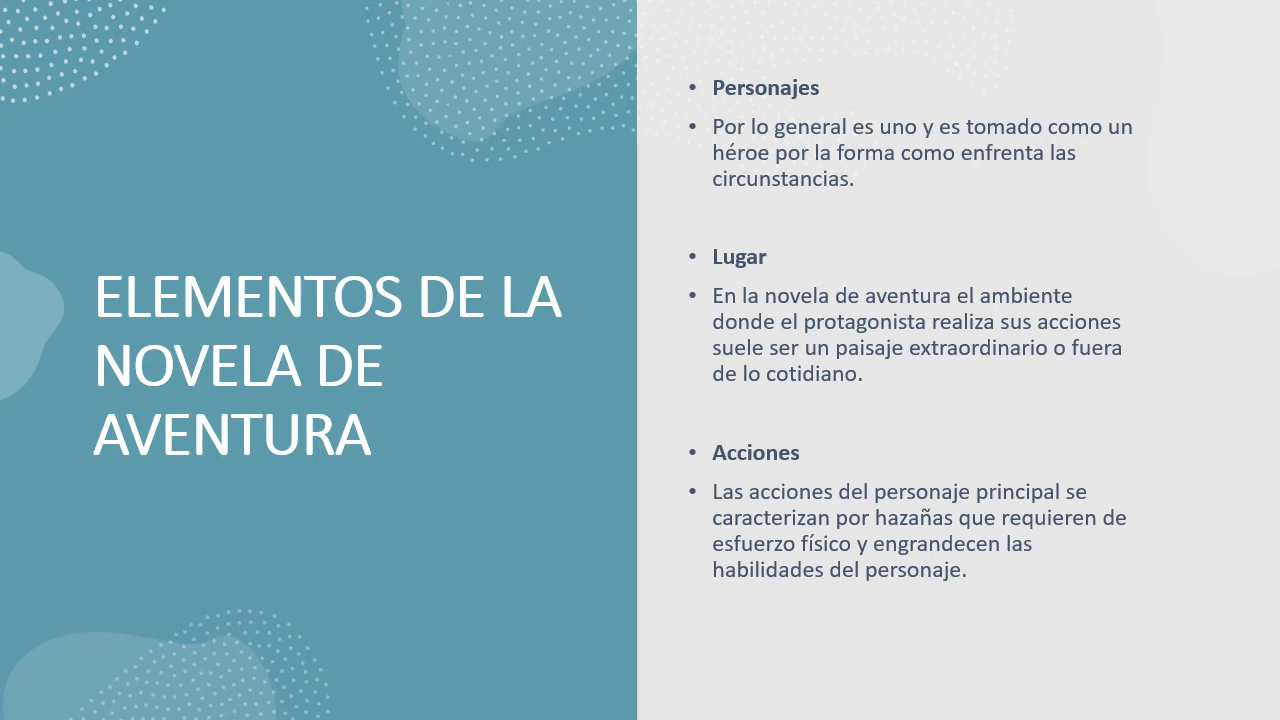 ELEMENTOS DE LA
NOVELA DE
AVENTURA
• Personajes
• Por lo general es uno y es tomado como un
héroe por la forma como enfrenta las
circunstancias.
• Lugar
• En la novela de aventura el ambiente
donde el protagonista realiza sus acciones
suele ser un paisaje extraordinario o fuera
de lo cotidiano.
• Acciones
• Las acciones del personaje principal se
caracterizan por hazañas que requieren de
esfuerzo físico y engrandecen las
habilidades del personaje.